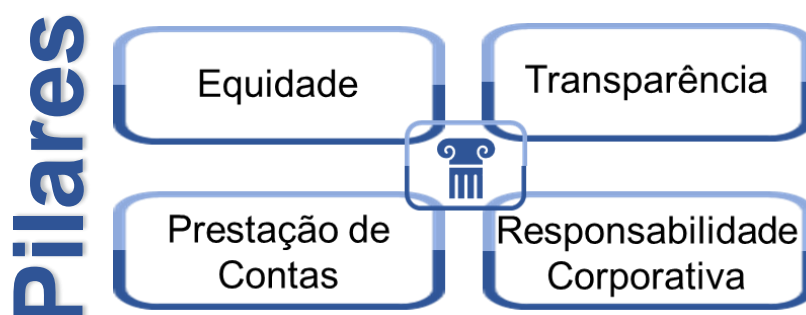 Pilares
Equidade
Transparência
Prestação de
Contas
Responsabilidade
Corporativa